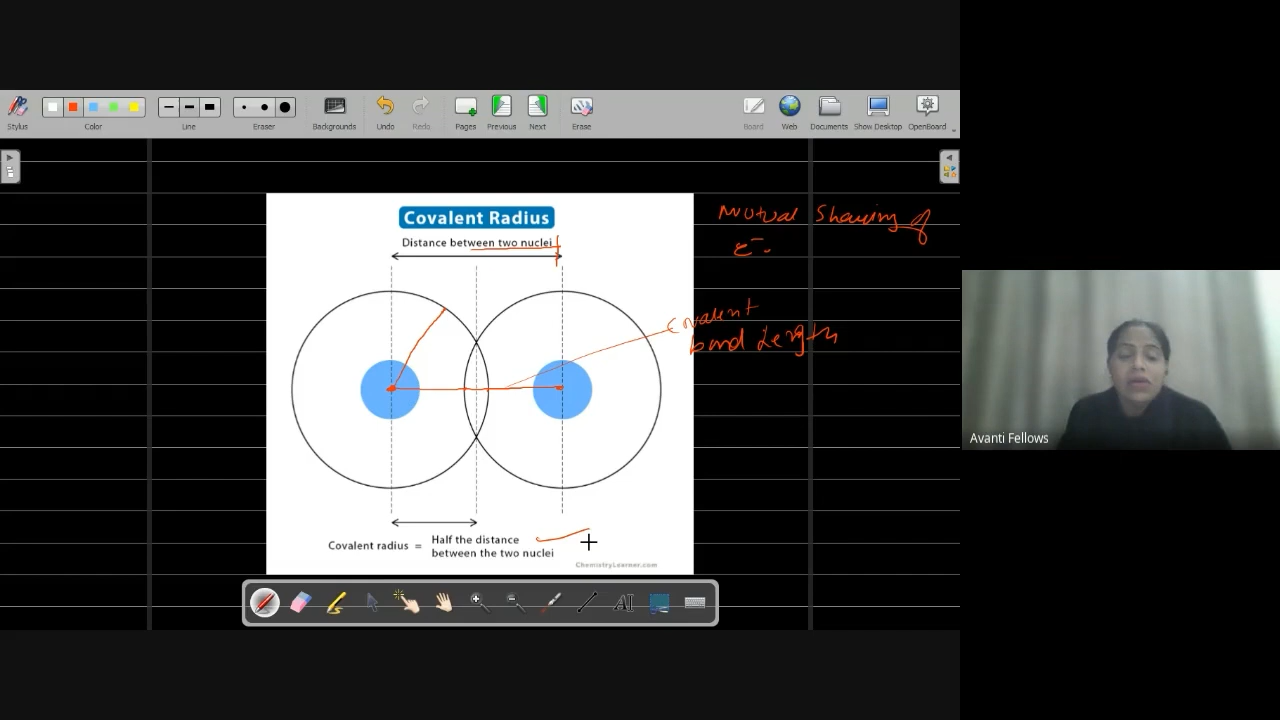 Stylus
Color
Line
Eraser
Backgrounds
Undo
Redo
Pages
Previous
Next
Erase
Board
Web
Documents
Show Desktop
OpenBoard
Covalent Radius
Distance between two nuclei
Mutual Sharing of
e-.
Covalent
bond Length
Covalent radius =
Half the distance
between the two nuclei
ChemistryLearner.com
AI
Avanti Fellows